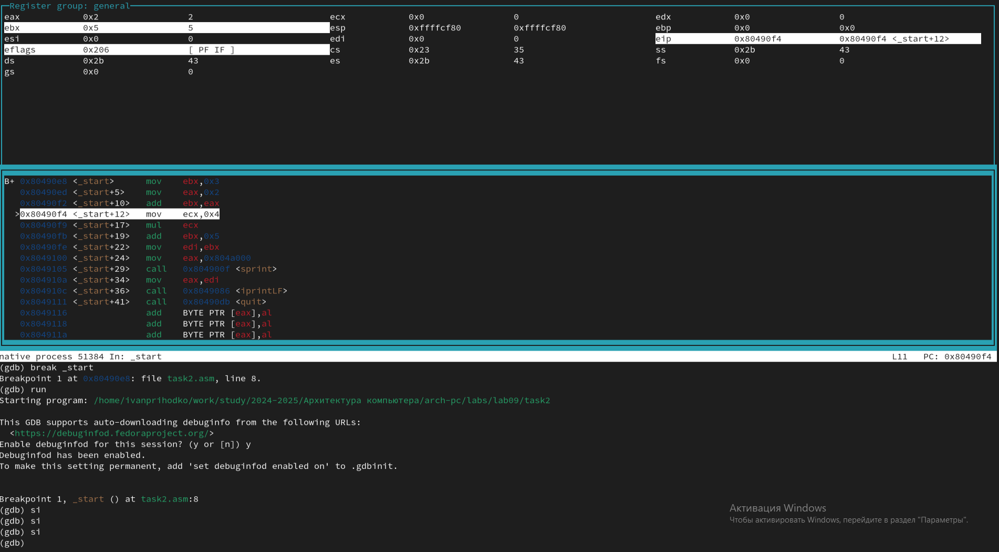 Register group: general
eax 0x2 2 ecx 0x0 0 edx 0x0 0
ebx 0x5 5 esp 0xffffcf80 0xffffcf80 ebp 0x0 0x0
esi 0x0 0 edi 0x0 0 eip 0x80490f4 0x80490f4 <_start+12>
eflags 0x206 [ PF IF ] cs 0x23 35 ss 0x2b 43
ds 0x2b 43 es 0x2b 43 fs 0x0 0
gs 0x0 0
B+ 0x80490e8 <_start> mov ebx,0x3
0x80490ed <_start+5> mov eax,0x2
0x80490f2 <_start+10> add ebx,eax
>0x80490f4 <_start+12> mov ecx,0x4
0x80490f9 <_start+17> mul ecx
0x80490fb <_start+19> add ebx,0x5
0x80490fe <_start+22> mov edi,ebx
0x8049100 <_start+24> mov eax,0x804a000
0x8049105 <_start+29> call 0x804900f <sprint>
0x804910a <_start+34> mov eax,edi
0x804910c <_start+36> call 0x8049086 <iprintLF>
0x8049111 <_start+41> call 0x80490db <quit>
0x8049116 add BYTE PTR [eax],al
0x8049118 add BYTE PTR [eax],al
0x804911a add BYTE PTR [eax],al
native process 51384 In: _start L11 PC: 0x80490f4
(gdb) break _start
Breakpoint 1 at 0x80490e8: file task2.asm, line 8.
(gdb) run
Starting program: /home/ivanprihodko/work/study/2024-2025/Архитектура компьютера/arch-pc/labs/lab09/task2
This GDB supports auto-downloading debuginfo from the following URLs:
<https://debuginfod.fedoraproject.org/>
Enable debuginfod for this session? (y or [n]) y
Debuginfod has been enabled.
To make this setting permanent, add 'set debuginfod enabled on' to .gdbinit.
Breakpoint 1, _start () at task2.asm:8
(gdb) si
(gdb) si
(gdb) si
(gdb)
Активация Windows
Чтобы активировать Windows, перейдите в раздел "Параметры".